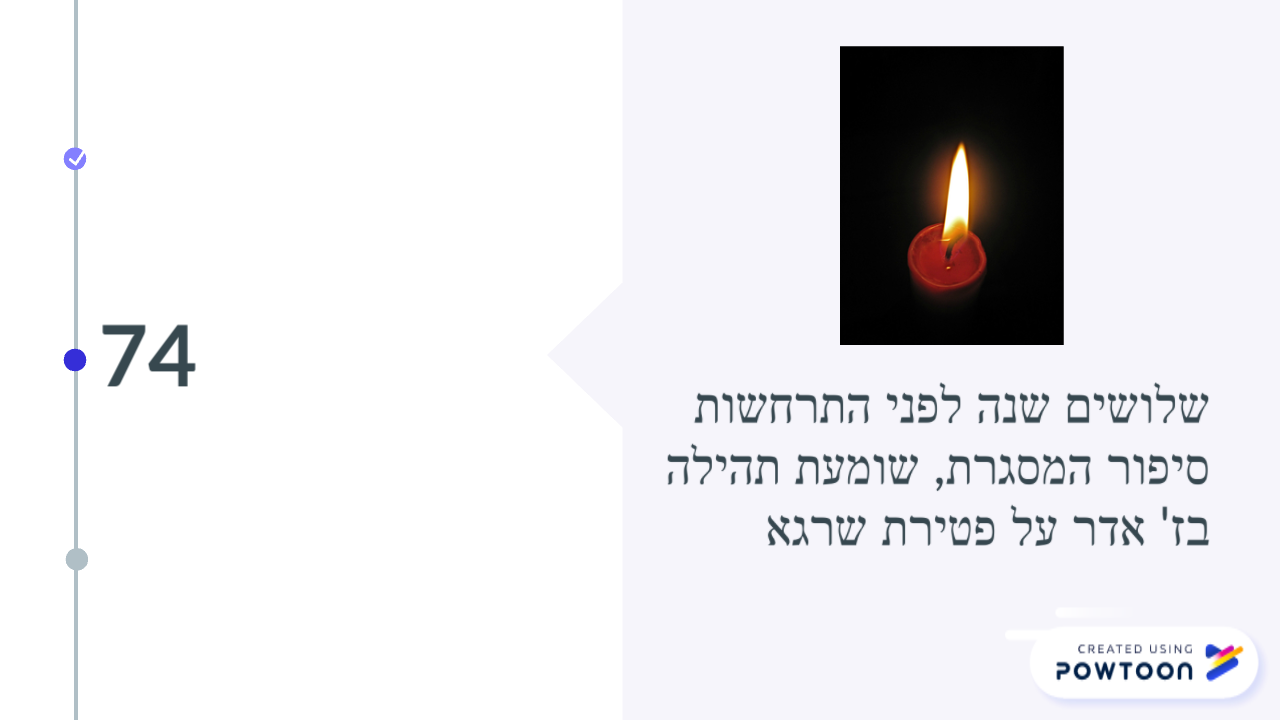 74
שלושים שנה לפני התרחשות
סיפור המסגרת, שומעת תהילה
בז' אדר על פטירת שרגא
CREATED USING
POWTOON